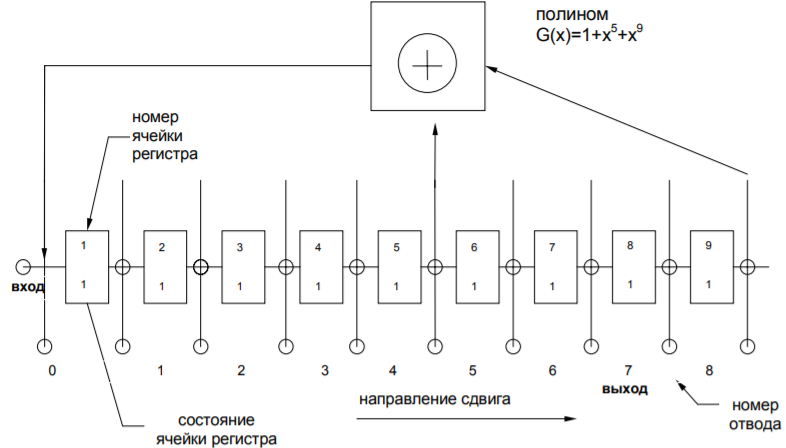 полином
G(x)=1+x⁵+x⁹
номер
ячейки
регистра
1 2 3 4 5 6 7 8 9
вход
1 1 1 1 1 1 1 1 1
0 1 2 3 4 5 6 7 8
выход
направление сдвига
номер
отвода
состояние
ячейки регистра